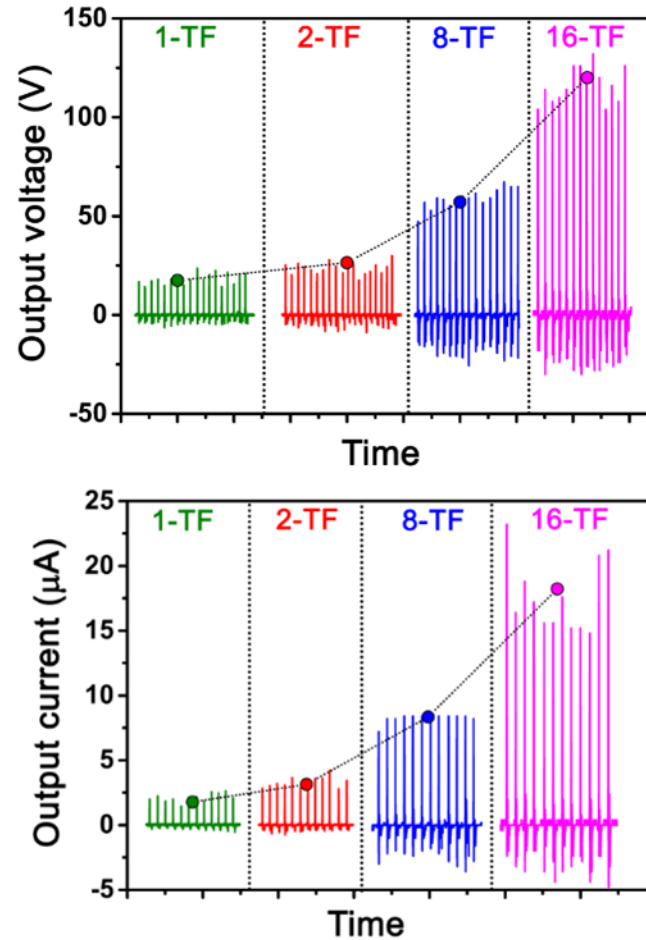 150
1-TF 2-TF 8-TF 16-TF
100
50
0
-50
Output voltage (V)
Time
25
1-TF 2-TF 8-TF 16-TF
20
15
10
5
0
-5
Output current (μA)
Time